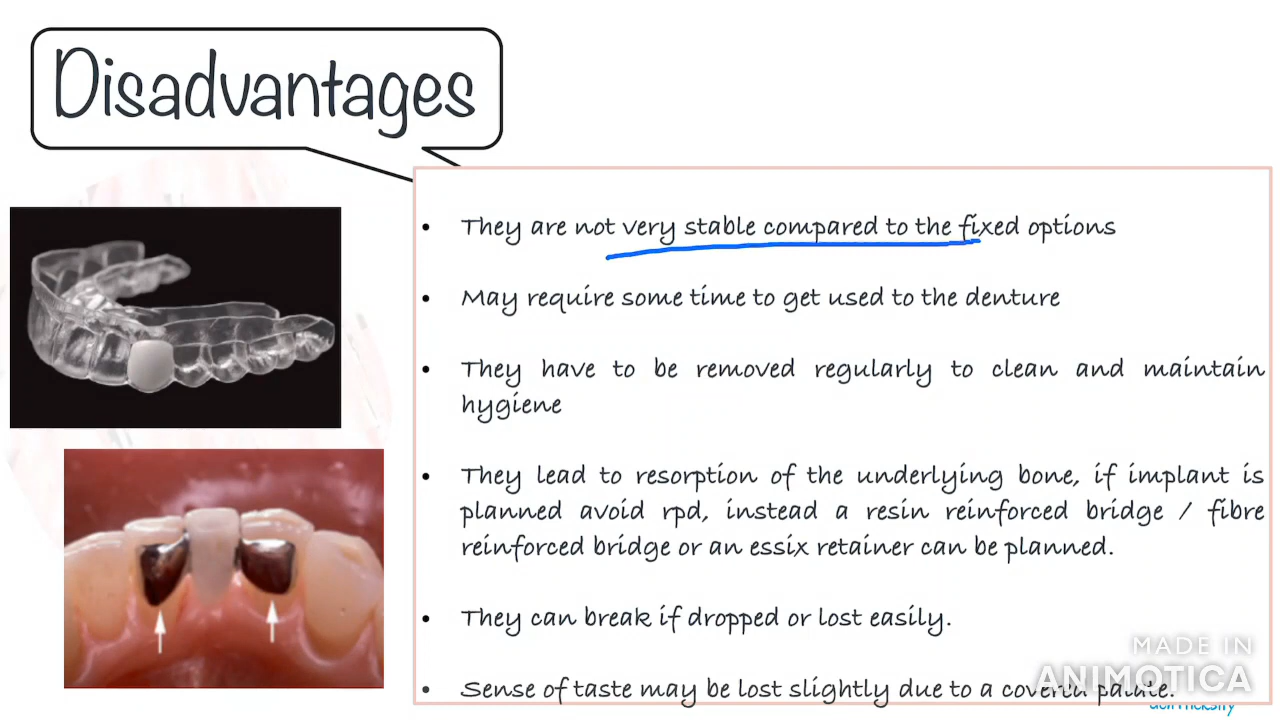 Disadvantages
• They are not very stable compared to the fixed options
• May require some time to get used to the denture
• They have to be removed regularly to clean and maintain
hygiene
• They lead to resorption of the underlying bone, if implant is
planned avoid rpd, instead a resin reinforced bridge / fibre
reinforced bridge or an essix retainer can be planned.
• They can break if dropped or lost easily.
• Sense of taste may be lost slightly due to a coverd palate.
MADE IN
ANIMOTICA